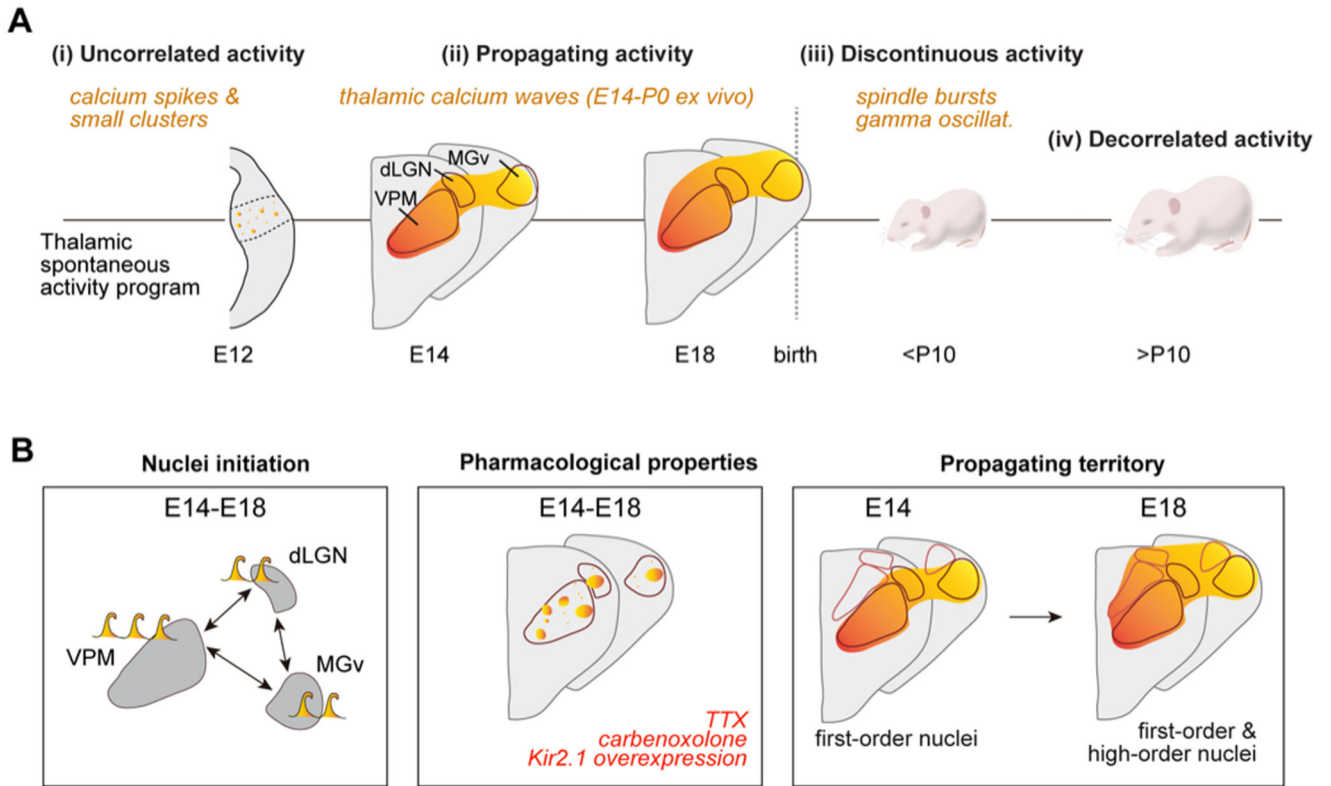 A
(i) Uncorrelated activity
(ii) Propagating activity
(iii) Discontinuous activity
calcium spikes &
small clusters
thalamic calcium waves (E14-P0 ex vivo)
spindle bursts
gamma oscillat.
(iv) Decorrelated activity
MGv
dLGN
VPM
Thalamic
spontaneous
activity program
E12
E14
E18
birth
<P10
>P10
B
Nuclei initiation
E14-E18
dLGN
VPM
MGv
Pharmacological properties
E14-E18
TTX
carbenoxolone
Kir2.1 overexpression
Propagating territory
E14
E18
first-order nuclei
first-order &
high-order nuclei